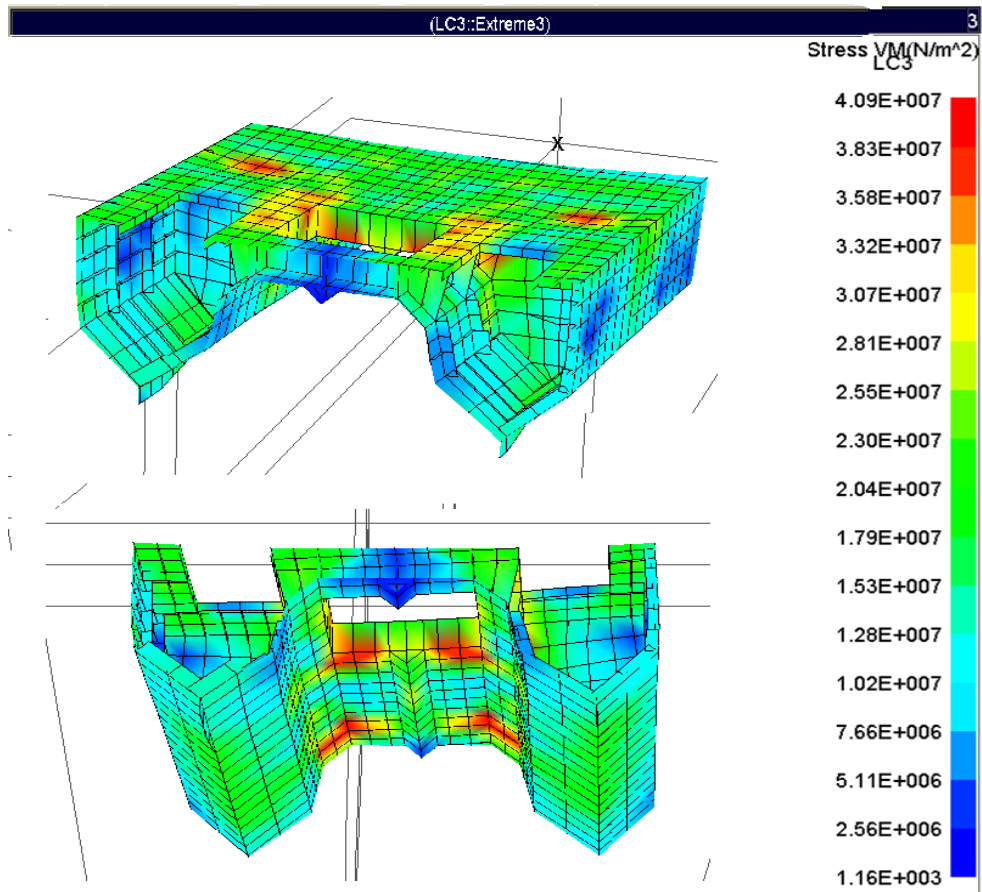 (LC3::Extreme3)
3
Stress VM(N/m^2)
LC3
4.09E+007
3.83E+007
3.58E+007
3.32E+007
3.07E+007
2.81E+007
2.55E+007
2.30E+007
2.04E+007
1.79E+007
1.53E+007
1.28E+007
1.02E+007
7.66E+006
5.11E+006
2.56E+006
1.16E+003
X